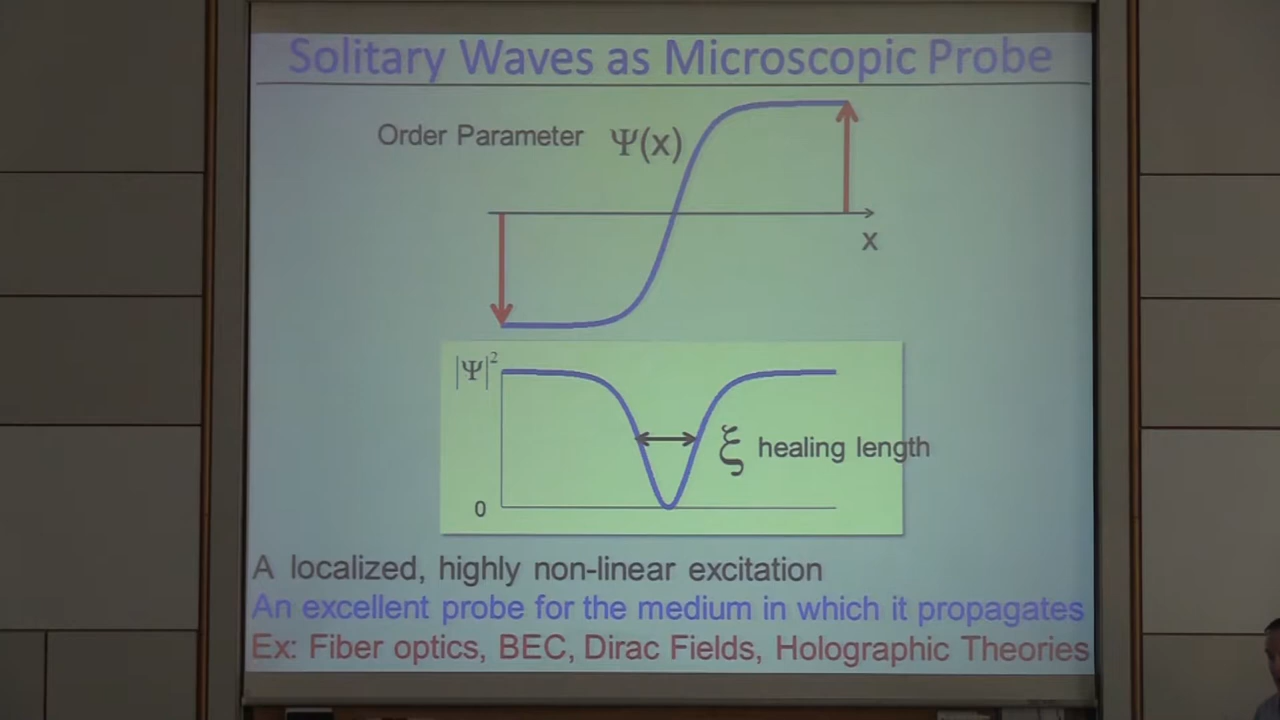 Solitary Waves as Microscopic Probe
Order Parameter Ψ(x)
x
|Ψ|²
ξ healing length
0
A localized, highly non-linear excitation
An excellent probe for the medium in which it propagates
Ex: Fiber optics, BEC, Dirac Fields, Holographic Theories